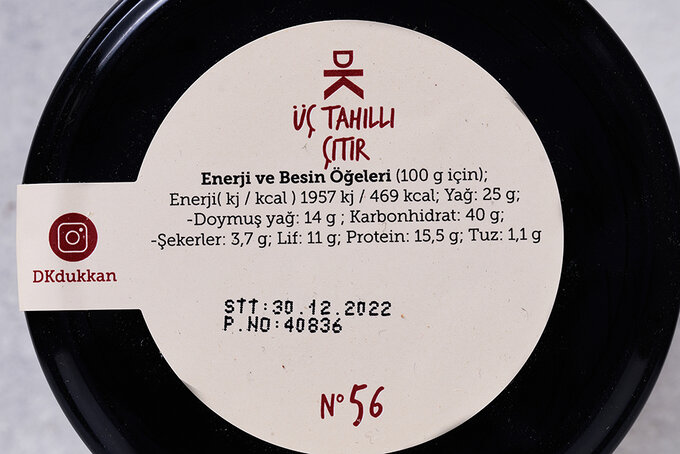 DK
ÜÇ TAHILLI
ÇITIR
Enerji ve Besin Öğeleri (100 g için);
Enerji( kj / kcal ) 1957 kj / 469 kcal; Yağ: 25 g;
-Doymuş yağ: 14 g ; Karbonhidrat: 40 g;
-Şekerler: 3,7 g; Lif: 11 g; Protein: 15,5 g; Tuz: 1,1 g
DKdukkan
STT:30.12.2022
P.NO:40836
N° 56